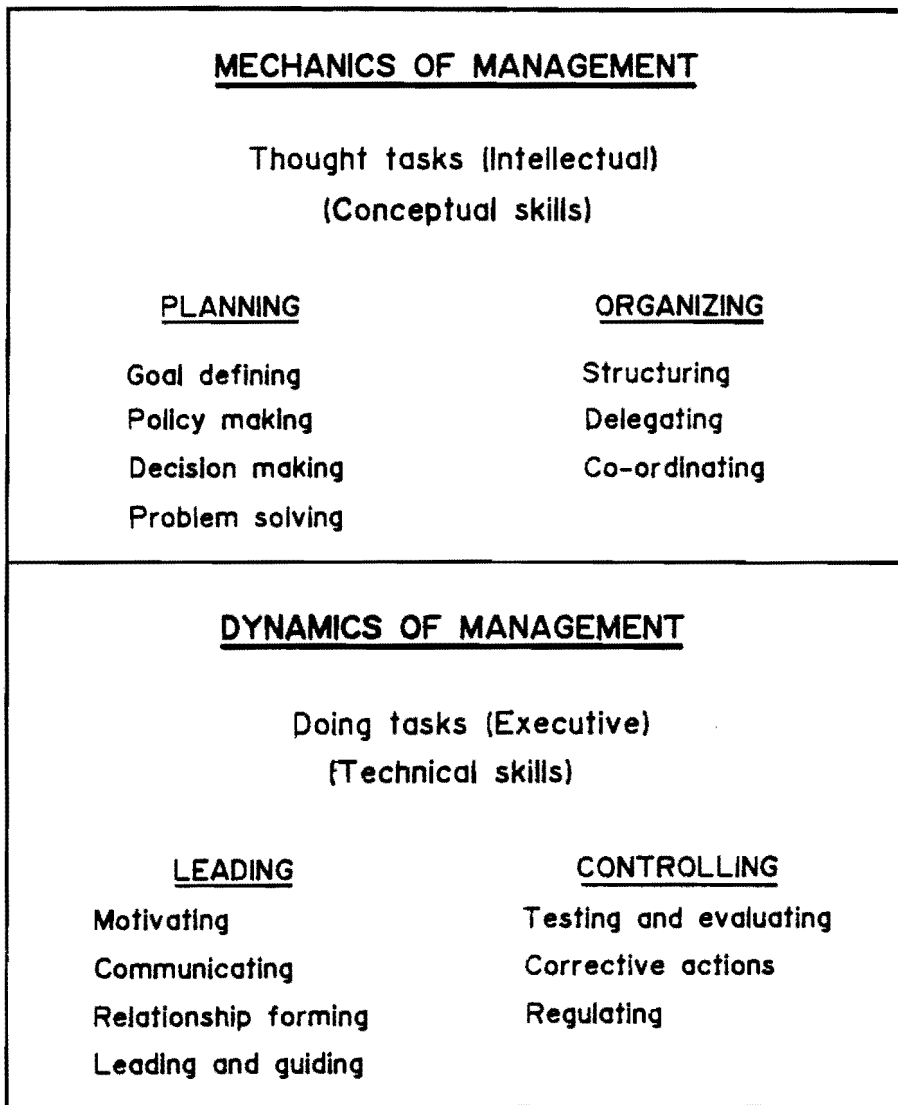 MECHANICS OF MANAGEMENT
Thought tasks (Intellectual)
(Conceptual skills)
PLANNING
Goal defining
Policy making
Decision making
Problem solving
ORGANIZING
Structuring
Delegating
Co-ordinating
DYNAMICS OF MANAGEMENT
Doing tasks (Executive)
(Technical skills)
LEADING
Motivating
Communicating
Relationship forming
Leading and guiding
CONTROLLING
Testing and evaluating
Corrective actions
Regulating